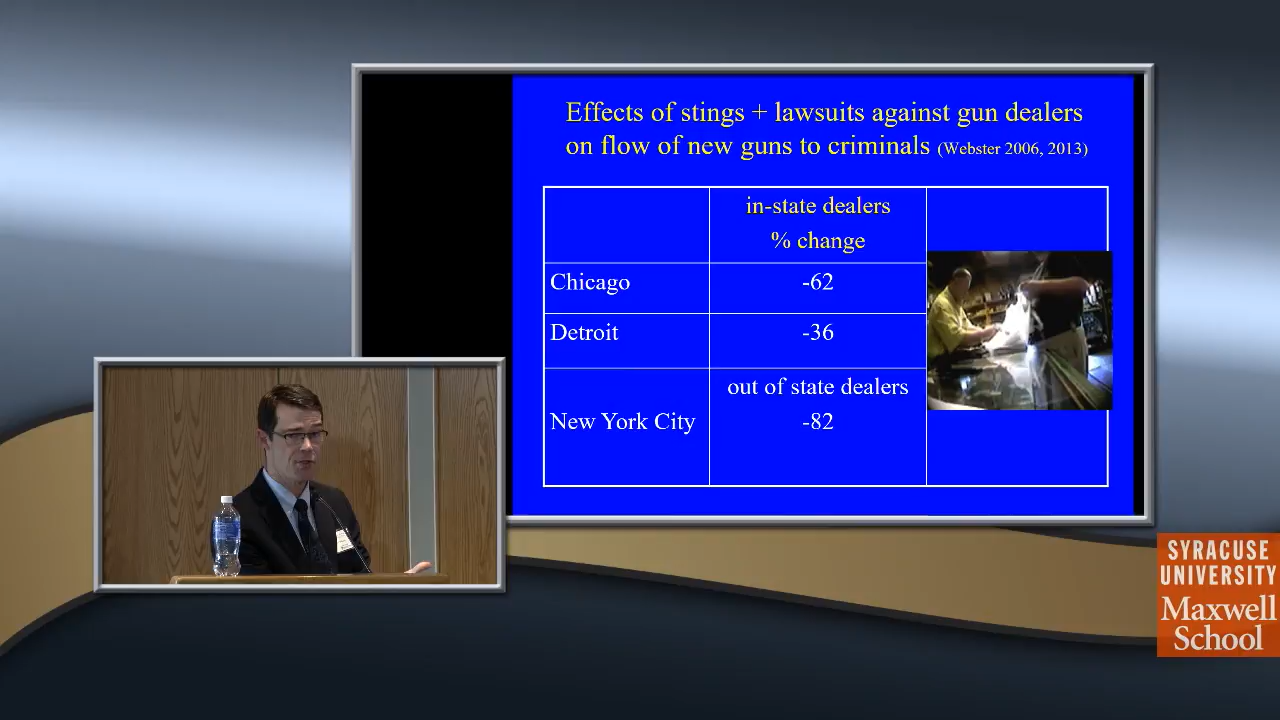 Effects of stings + lawsuits against gun dealers
on flow of new guns to criminals (Webster 2006, 2013)
in-state dealers
% change
Chicago
-62
Detroit
-36
out of state dealers
New York City
-82
SYRACUSE
UNIVERSITY
Maxwell
School